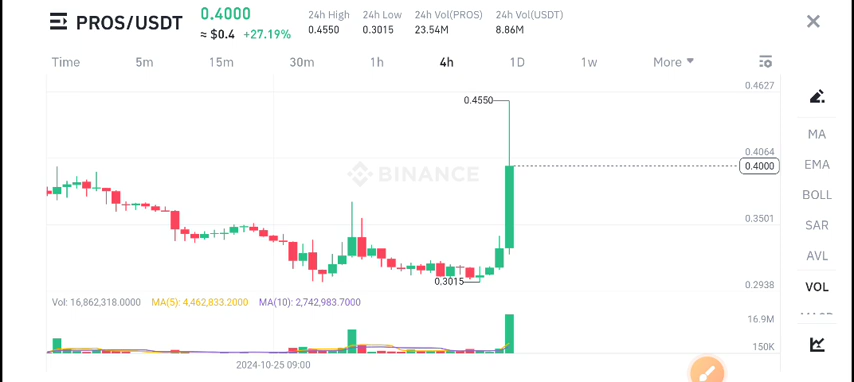 PROS/USDT
0.4000
≈ $0.4 +27.19%
24h High
0.4550
24h Low
0.3015
24h Vol(PROS)
23.54M
24h Vol(USDT)
8.86M
Time 5m 15m 30m 1h 4h 1D 1w More
0.4627
0.4550
0.4064
0.4000
BINANCE
0.3501
0.3015
0.2938
Vol: 16,862,318.0000 MA(5): 4,462,833.2000 MA(10): 2,742,983.7000
16.9M
150K
2024-10-25 09:00
MA
EMA
BOLL
SAR
AVL
VOL